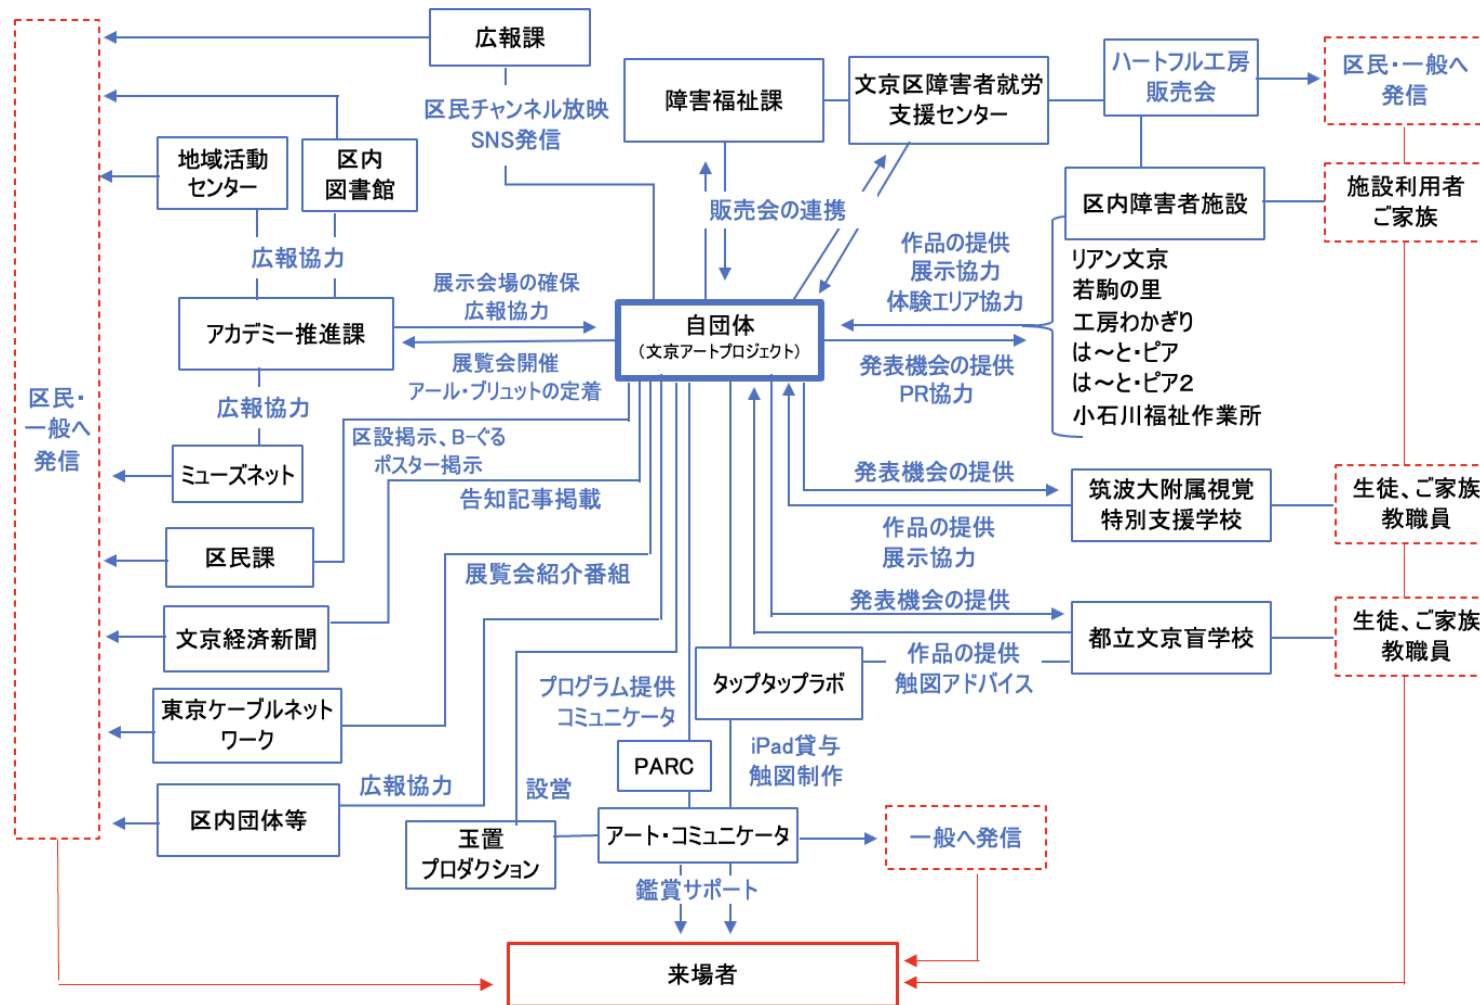 広報課
区民チャンネル放映
SNS発信
障害福祉課
文京区障害者就労
支援センター
ハートフル工房
販売会
区民・一般へ
発信
地域活動
センター
区内
図書館
広報協力
販売会の連携
区内障害者施設
施設利用者
ご家族
作品の提供
展示協力
体験エリア協力
リアン文京
若駒の里
工房わかぎり
は～と・ピア
は～と・ピア2
小石川福祉作業所
展示会場の確保
広報協力
アカデミー推進課
自団体
（文京アートプロジェクト）
展覧会開催
アール・ブリュットの定着
発表機会の提供
PR協力
区民・
一般へ
発信
広報協力
区設掲示、B-ぐる
ポスター掲示
ミューズネット
告知記事掲載
発表機会の提供
筑波大附属視覚
特別支援学校
生徒、ご家族
教職員
作品の提供
展示協力
区民課
展覧会紹介番組
発表機会の提供
文京経済新聞
都立文京盲学校
生徒、ご家族
教職員
作品の提供
触図アドバイス
タップタップラボ
プログラム提供
コミュニケータ
東京ケーブルネット
ワーク
iPad貸与
触図制作
PARC
広報協力
設営
区内団体等
玉置
プロダクション
アート・コミュニケータ
一般へ発信
鑑賞サポート
来場者